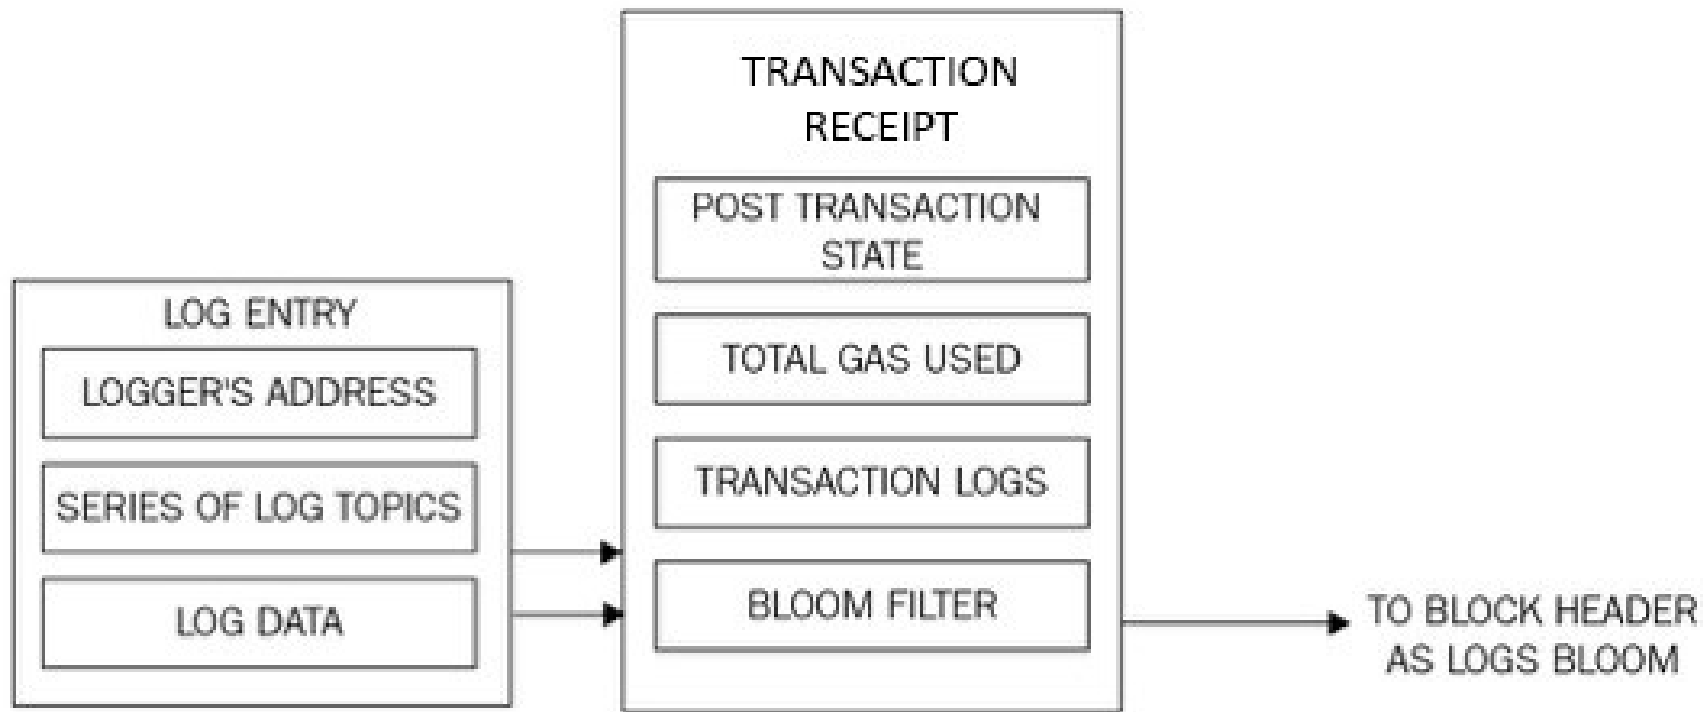 TRANSACTION
RECEIPT
POST TRANSACTION
STATE
TOTAL GAS USED
TRANSACTION LOGS
BLOOM FILTER
LOG ENTRY
LOGGER'S ADDRESS
SERIES OF LOG TOPICS
LOG DATA
TO BLOCK HEADER
AS LOGS BLOOM